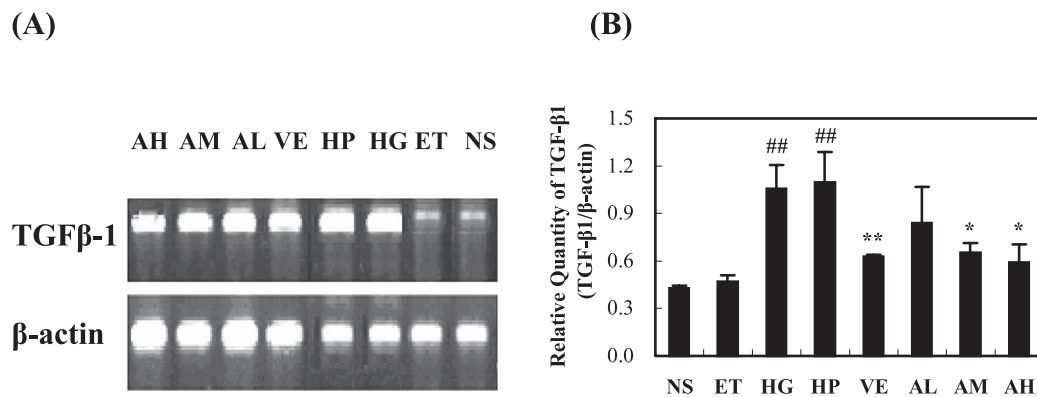 (A)
AH AM AL VE HP HG ET NS
TGFβ-1
β-actin
(B)
Relative Quantity of TGF-β1
(TGF-β1/β-actin)
1.5
1.2
0.9
0.6
0.3
0.0
##
##
**
*
*
NS ET HG HP VE AL AM AH